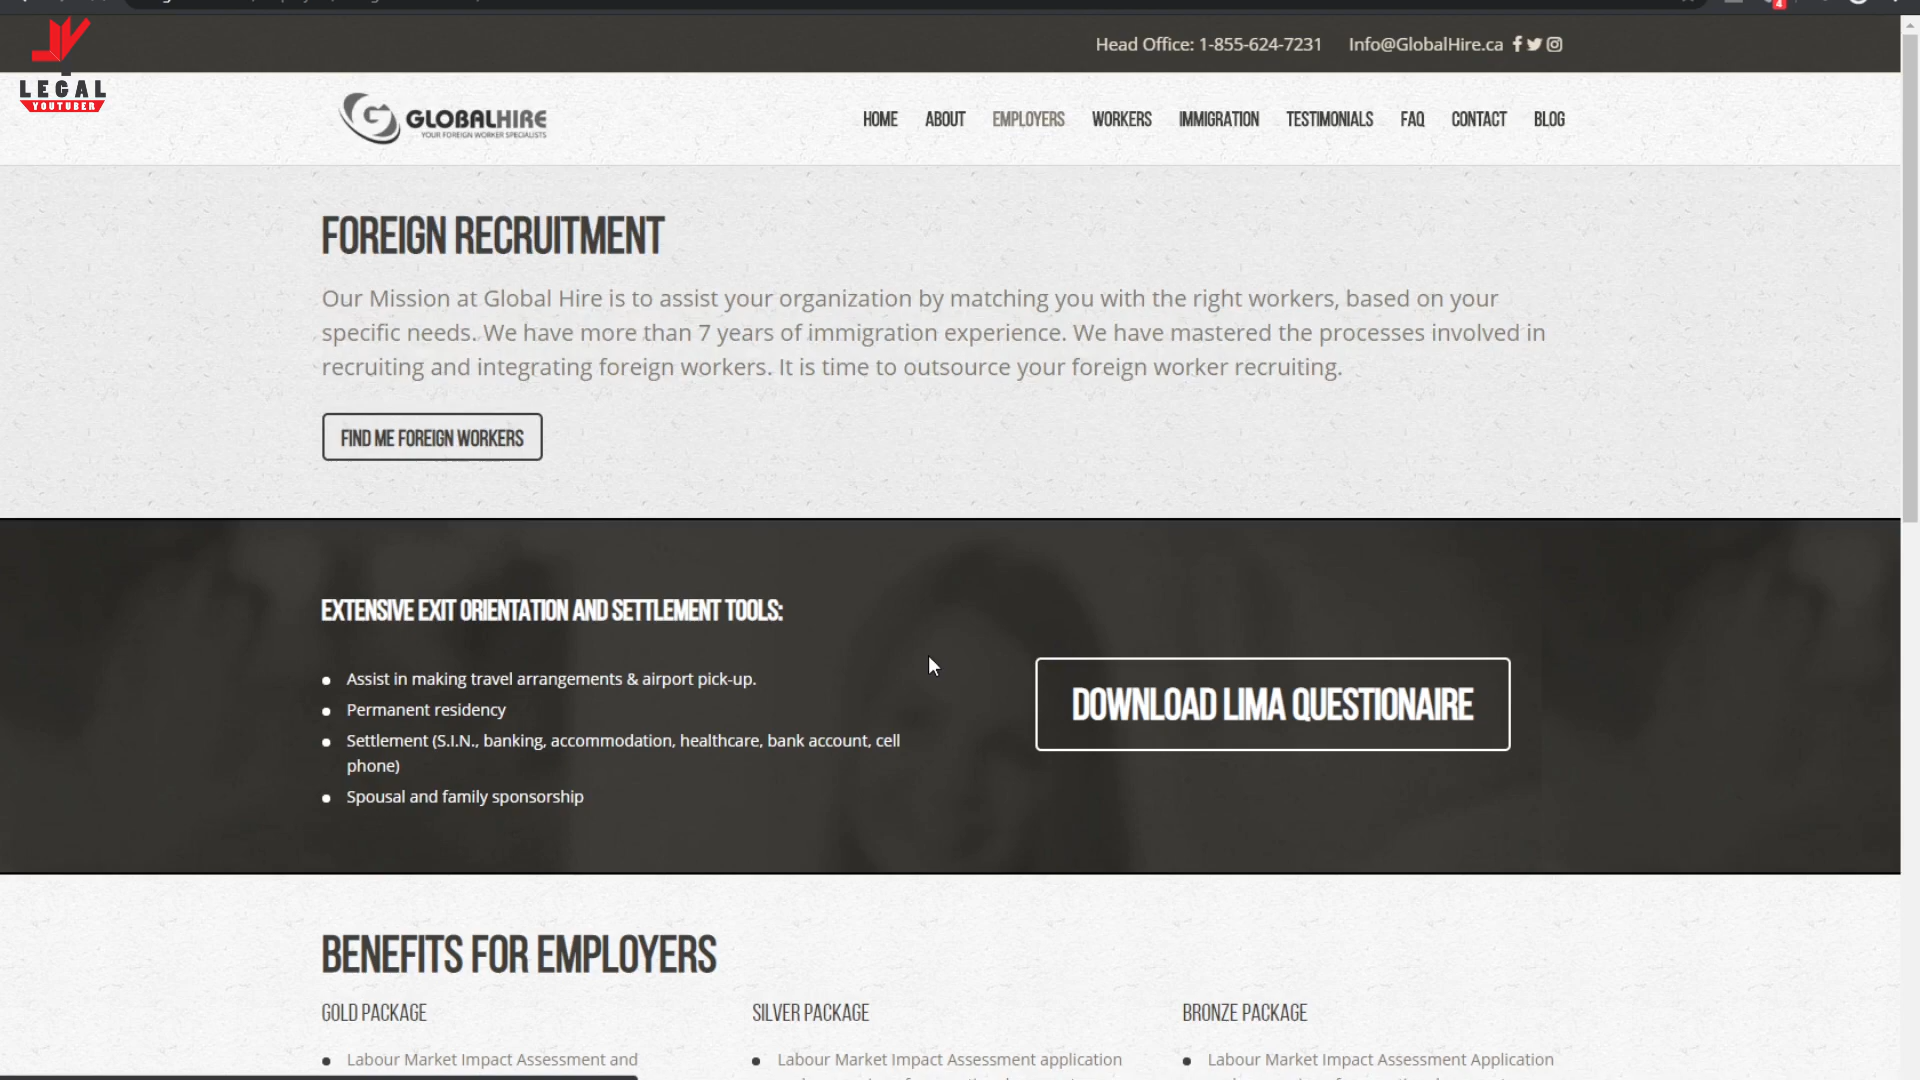 4
Head Office: 1-855-624-7231 Info@GlobalHire.ca
LEGAL
YOUTUBER
GLOBALHIRE
YOUR FOREIGN WORKER SPECIALISTS
HOME ABOUT EMPLOYERS WORKERS IMMIGRATION TESTIMONIALS FAQ CONTACT BLOG
FOREIGN RECRUITMENT
Our Mission at Global Hire is to assist your organization by matching you with the right workers, based on your
specific needs. We have more than 7 years of immigration experience. We have mastered the processes involved in
recruiting and integrating foreign workers. It is time to outsource your foreign worker recruiting.
FIND ME FOREIGN WORKERS
EXTENSIVE EXIT ORIENTATION AND SETTLEMENT TOOLS:
Assist in making travel arrangements & airport pick-up.
Permanent residency
Settlement (S.I.N., banking, accommodation, healthcare, bank account, cell
phone)
Spousal and family sponsorship
DOWNLOAD LIMA QUESTIONAIRE
BENEFITS FOR EMPLOYERS
GOLD PACKAGE
Labour Market Impact Assessment and
SILVER PACKAGE
Labour Market Impact Assessment application
BRONZE PACKAGE
Labour Market Impact Assessment Application